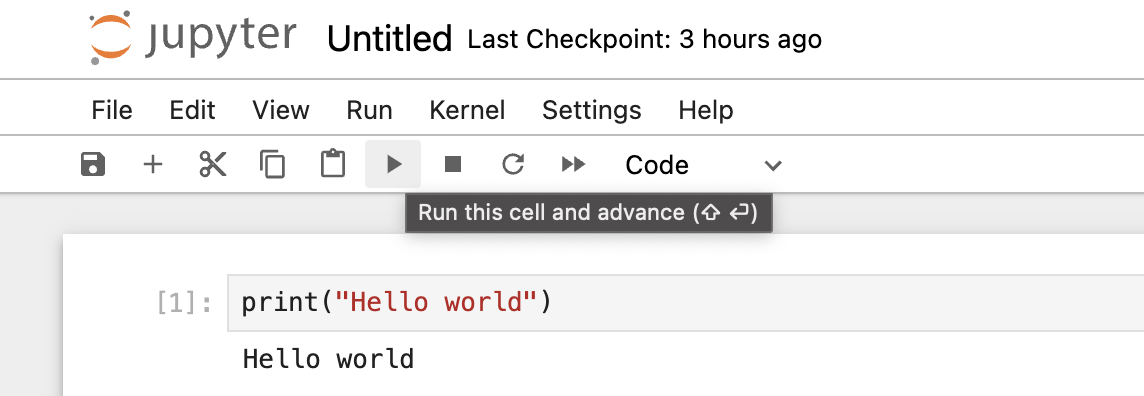 jupyter Untitled Last Checkpoint: 3 hours ago
File Edit View Run Kernel Settings Help
Code
Run this cell and advance (⇧ ⏎)
[1]: print("Hello world")
Hello world